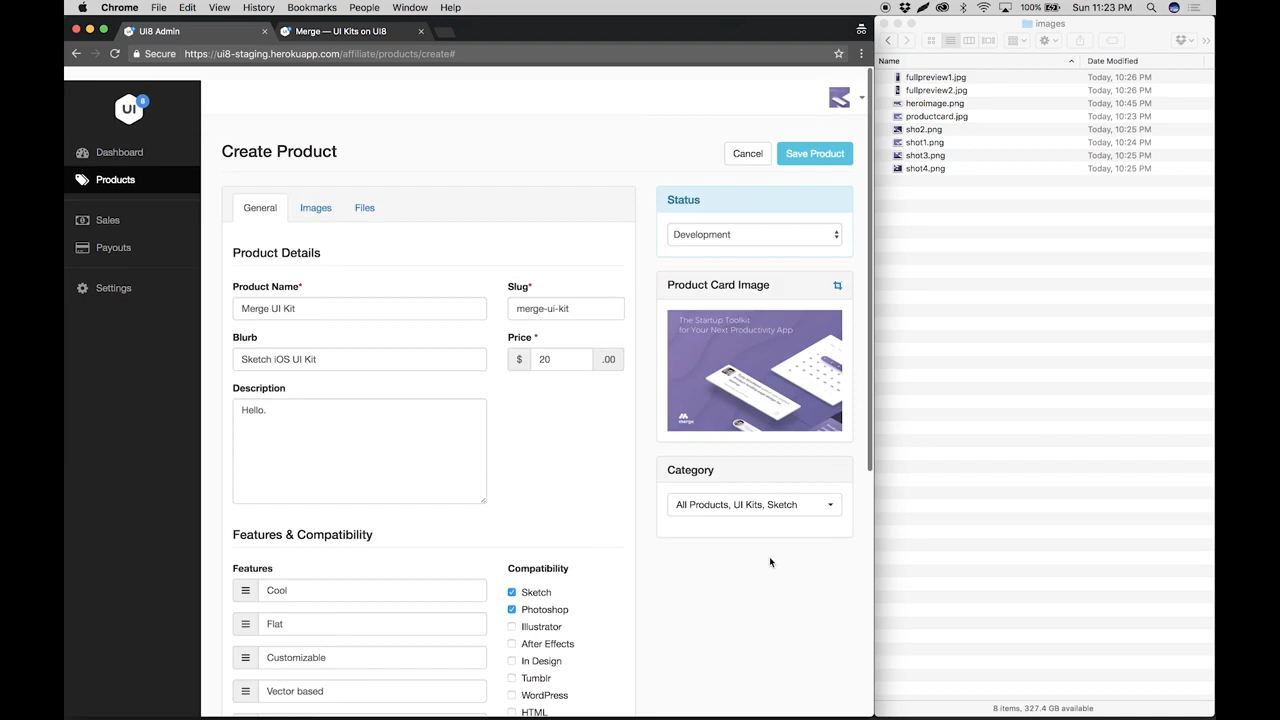 Chrome File Edit View History Bookmarks People Window Help 100% Sun 11:23 PM
UI8 Admin Merge — UI Kits on UI8
Secure https://ui8-staging.herokuapp.com/affiliate/products/create#
images
Name Date Modified
fullpreview1.jpg Today, 10:26 PM
fullpreview2.jpg Today, 10:26 PM
heroimage.png Today, 10:45 PM
productcard.jpg Today, 10:23 PM
sho2.png Today, 10:25 PM
shot1.png Today, 10:24 PM
shot3.png Today, 10:25 PM
shot4.png Today, 10:25 PM
8 items, 327.4 GB available
UI 8
Dashboard
Products
Sales
Payouts
Settings
Create Product
Cancel Save Product
General Images Files
Product Details
Product Name* Slug*
Merge UI Kit merge-ui-kit
Blurb Price *
Sketch iOS UI Kit $ 20 .00
Description
Hello.
Features & Compatibility
Features Compatibility
Cool
Flat
Customizable
Vector based
Sketch
Photoshop
Illustrator
After Effects
In Design
Tumblr
WordPress
HTML
Status
Development
Product Card Image
The Startup Toolkit
for Your Next Productivity App
merge
Category
All Products, UI Kits, Sketch